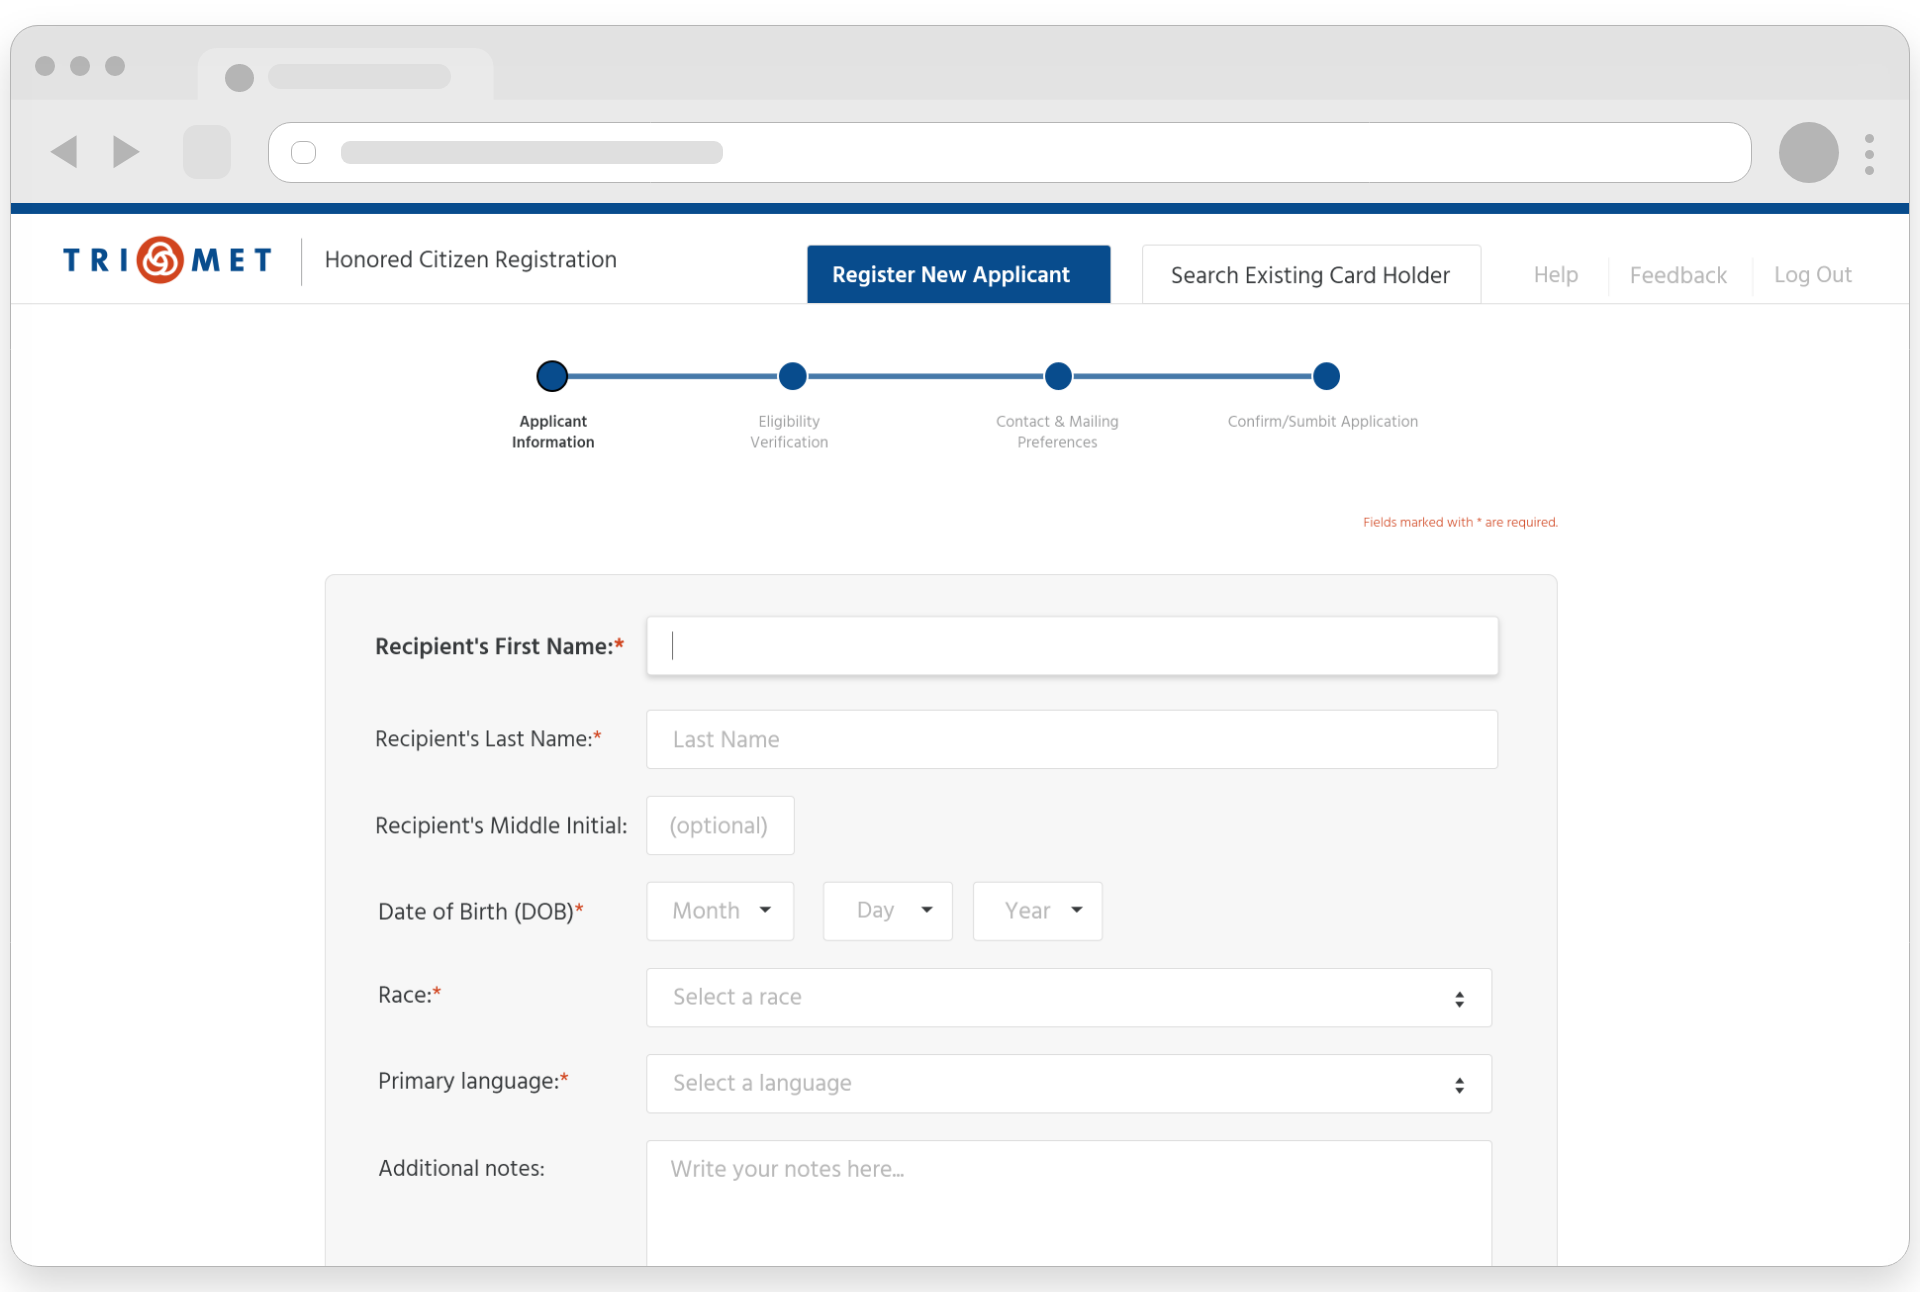 TRI MET
Honored Citizen Registration
Register New Applicant
Search Existing Card Holder
Help
Feedback
Log Out
Applicant
Information
Eligibility
Verification
Contact & Mailing
Preferences
Confirm/Sumbit Application
Fields marked with * are required.
Recipient's First Name:*
Recipient's Last Name:*
Last Name
Recipient's Middle Initial:
(optional)
Date of Birth (DOB)*
Month
Day
Year
Race:*
Select a race
Primary language:*
Select a language
Additional notes:
Write your notes here...